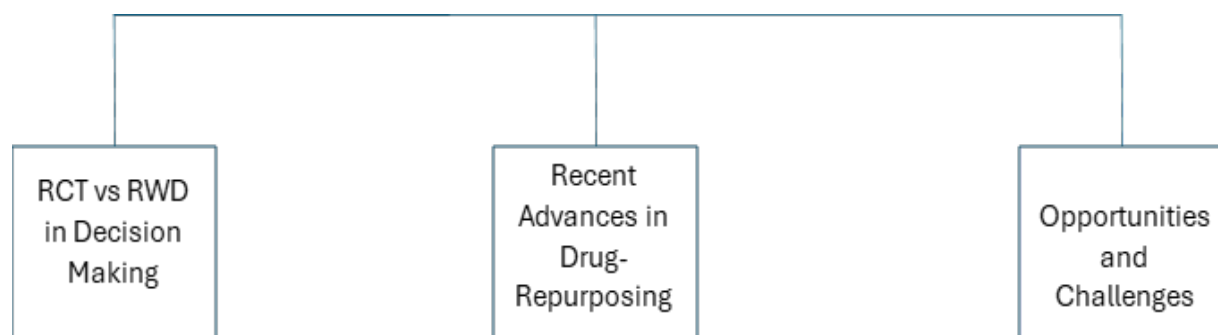 RCT vs RWD
in Decision
Making
Recent
Advances in
Drug-
Repurposing
Opportunities
and
Challenges